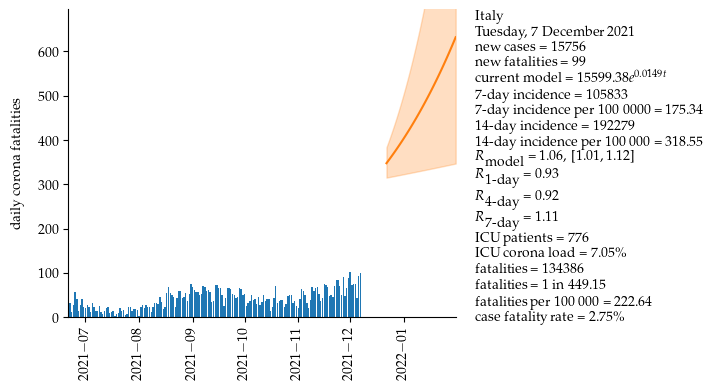 Italy
Tuesday, 7 December 2021
new cases = 15756
new fatalities = 99
current model = 15599.38e^0.0149t
7-day incidence = 105833
7-day incidence per 100 0000 = 175.34
14-day incidence = 192279
14-day incidence per 100 000 = 318.55
R_model = 1.06, [1.01, 1.12]
R_1-day = 0.93
R_4-day = 0.92
R_7-day = 1.11
ICU patients = 776
ICU corona load = 7.05%
fatalities = 134386
fatalities = 1 in 449.15
fatalities per 100 000 = 222.64
case fatality rate = 2.75%
daily corona fatalities
600
500
400
300
200
100
0
2021−07
2021−08
2021−09
2021−10
2021−11
2021−12
2022−01